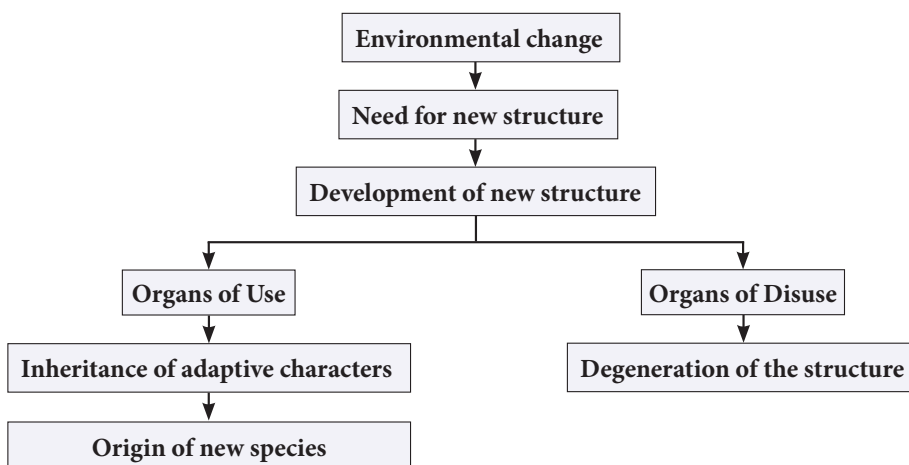 Environmental change
Need for new structure
Development of new structure
Organs of Use
Organs of Disuse
Inheritance of adaptive characters
Degeneration of the structure
Origin of new species